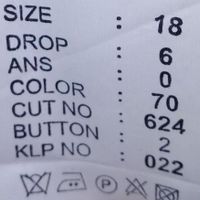 SIZE : 18
DROP : 6
ANS : 0
COLOR : 70
CUT NO : 624
BUTTON : 2
KLP NO : 022
P